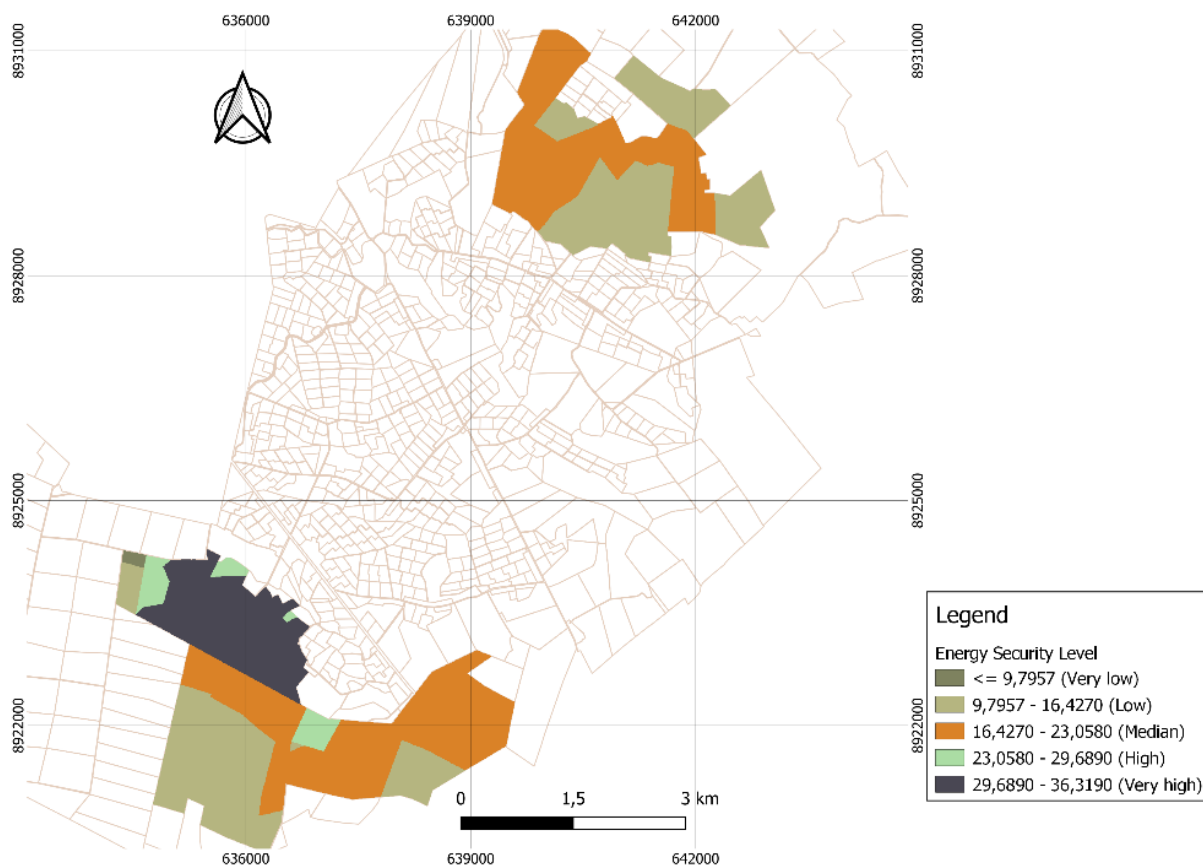 636000 639000 642000
8931000 8931000
8928000 8928000
8925000 8925000
8922000 8922000
Legend
Energy Security Level
<= 9,7957 (Very low)
9,7957 - 16,4270 (Low)
16,4270 - 23,0580 (Median)
23,0580 - 29,6890 (High)
29,6890 - 36,3190 (Very high)
0 1,5 3 km
636000 639000 642000